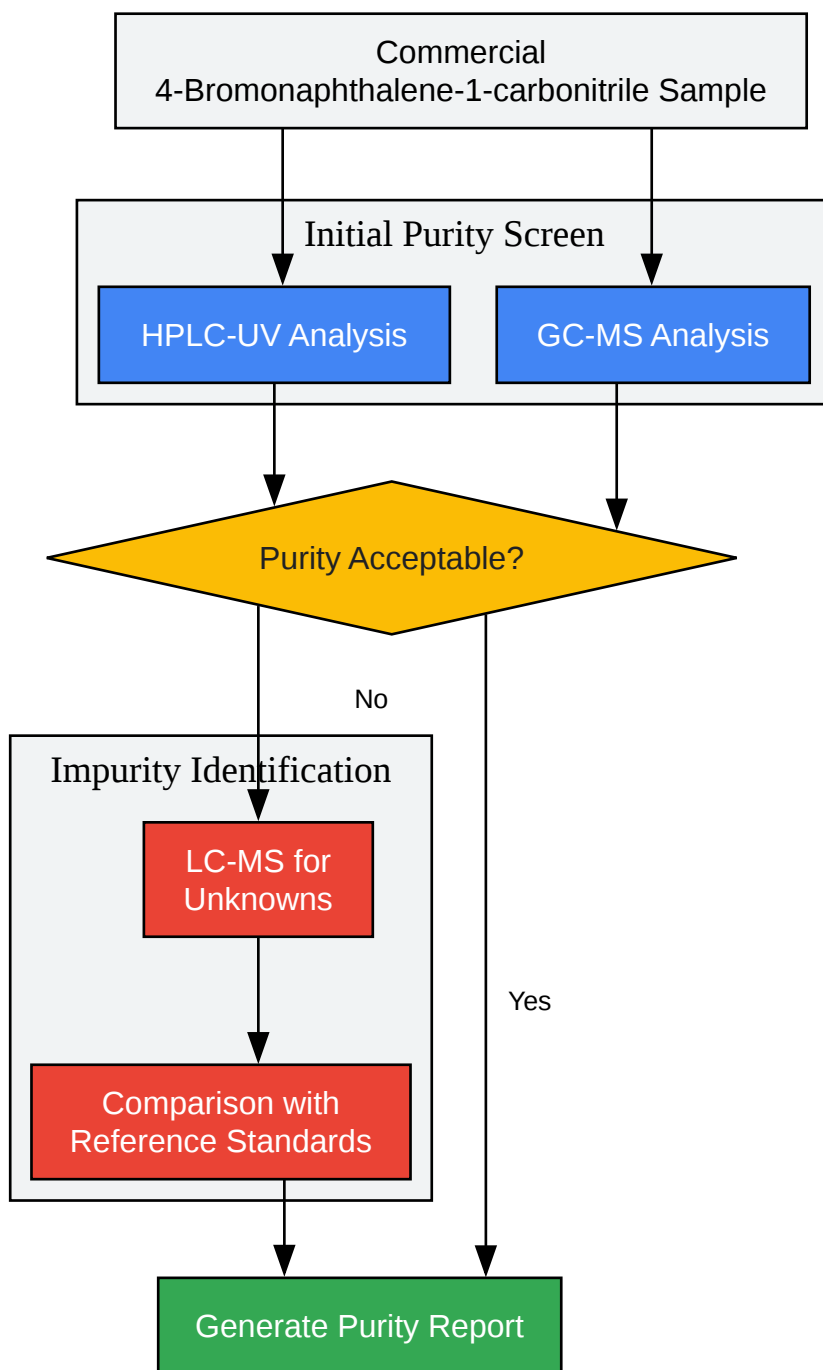 Commercial
4-Bromonaphthalene-1-carbonitrile Sample
Initial Purity Screen
HPLC-UV Analysis
GC-MS Analysis
Purity Acceptable?
No
Impurity Identification
LC-MS for
Unknowns
Yes
Comparison with
Reference Standards
Generate Purity Report